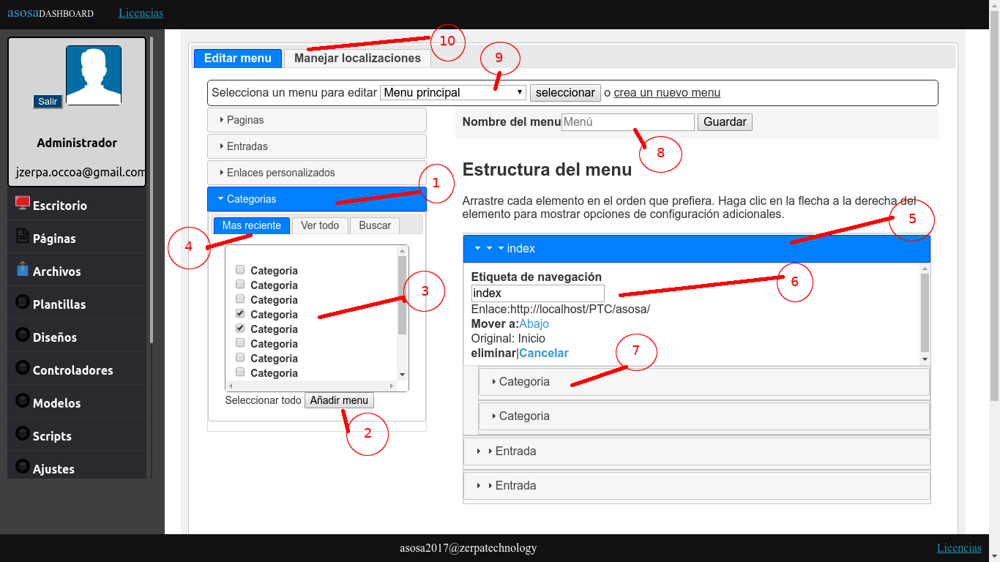 asosaDASHBOARD Licencias
Salir
Administrador
jzerpa.occoa@gmail.com
Escritorio
Páginas
Archivos
Plantillas
Diseños
Controladores
Modelos
Scripts
Ajustes
Editar menu Manejar localizaciones
10
9
Selecciona un menu para editar Menu principal seleccionar o crea un nuevo menu
Paginas
Entradas
Enlaces personalizados
Categorias
1
Mas reciente Ver todo Buscar
4
Categoria
Categoria
Categoria
Categoria
Categoria
Categoria
Categoria
Categoria
3
Seleccionar todo Añadir menu
2
Nombre del menu Menú Guardar
8
Estructura del menu
Arrastre cada elemento en el orden que prefiera. Haga clic en la flecha a la derecha del
elemento para mostrar opciones de configuración adicionales.
5
index
Etiqueta de navegación
index
6
Enlace:http://localhost/PTC/asosa/
Mover a:Abajo
Original: Inicio
eliminar|Cancelar
7
Categoria
Categoria
Entrada
Entrada
asosa2017@zerpatechnology Licencias